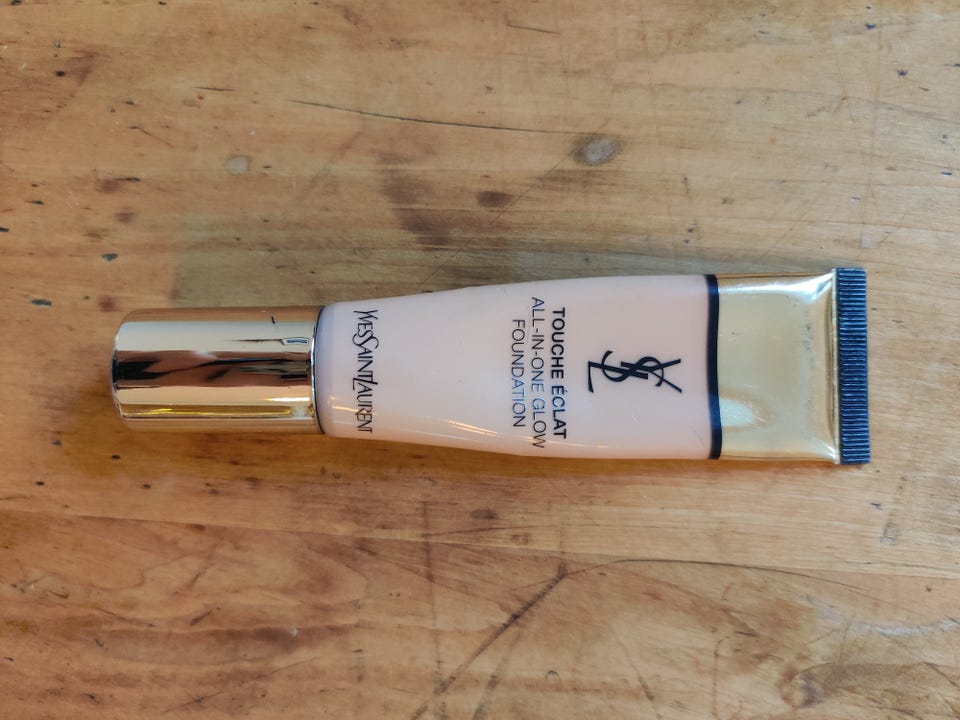 YSL
TOUCHE ÉCLAT
ALL-IN-ONE GLOW
FOUNDATION
YVESSAINTLAURENT